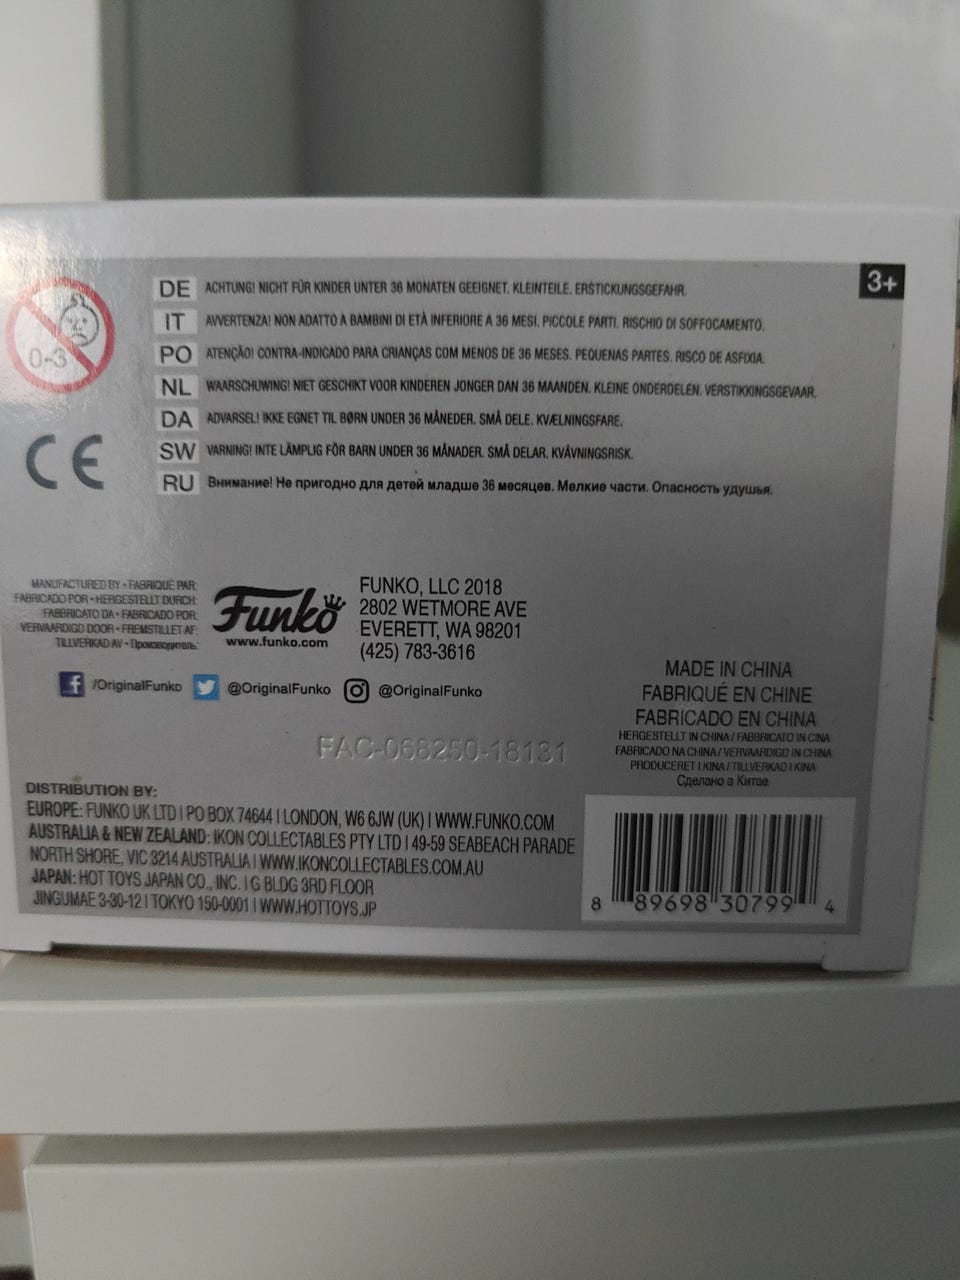 3+
0-3
DE ACHTUNG! NICHT FÜR KINDER UNTER 36 MONATEN GEEIGNET. KLEINTEILE. ERSTICKUNGSGEFAHR.
IT AVVERTENZA! NON ADATTO A BAMBINI DI ETÀ INFERIORE A 36 MESI. PICCOLE PARTI. RISCHIO DI SOFFOCAMENTO.
PO ATENÇÃO! CONTRA-INDICADO PARA CRIANÇAS COM MENOS DE 36 MESES. PEQUENAS PARTES. RISCO DE ASFIXIA.
NL WAARSCHUWING! NIET GESCHIKT VOOR KINDEREN JONGER DAN 36 MAANDEN. KLEINE ONDERDELEN. VERSTIKKINGSGEVAAR.
DA ADVARSEL! IKKE EGNET TIL BØRN UNDER 36 MÅNEDER. SMÅ DELE. KVÆLNINGSFARE.
SW VARNING! INTE LÄMPLIG FÖR BARN UNDER 36 MÅNADER. SMÅ DELAR. KVÄVNINGSRISK.
RU Внимание! Не пригодно для детей младше 36 месяцев. Мелкие части. Опасность удушья.
CE
MANUFACTURED BY • FABRIQUÉ PAR:
FABRICADO POR • HERGESTELLT DURCH:
FABBRICATO DA • FABRICADO POR:
VERVAARDIGD DOOR • FREMSTILLET AF:
TILLVERKAD AV • Производитель:
Funko
www.funko.com
FUNKO, LLC 2018
2802 WETMORE AVE
EVERETT, WA 98201
(425) 783-3616
f /OriginalFunko @OriginalFunko @OriginalFunko
FAC-068250-18131
MADE IN CHINA
FABRIQUÉ EN CHINE
FABRICADO EN CHINA
HERGESTELLT IN CHINA / FABBRICATO IN CINA
FABRICADO NA CHINA / VERVAARDIGD IN CHINA
PRODUCERET I KINA / TILLVERKAD I KINA
Сделано в Китае
DISTRIBUTION BY:
EUROPE: FUNKO UK LTD | PO BOX 74644 | LONDON, W6 6JW (UK) | WWW.FUNKO.COM
AUSTRALIA & NEW ZEALAND: IKON COLLECTABLES PTY LTD | 49-59 SEABEACH PARADE
NORTH SHORE, VIC 3214 AUSTRALIA | WWW.IKONCOLLECTABLES.COM.AU
JAPAN: HOT TOYS JAPAN CO., INC. | G BLDG 3RD FLOOR
JINGUMAE 3-30-12 | TOKYO 150-0001 | WWW.HOTTOYS.JP
8 89698 30799 4